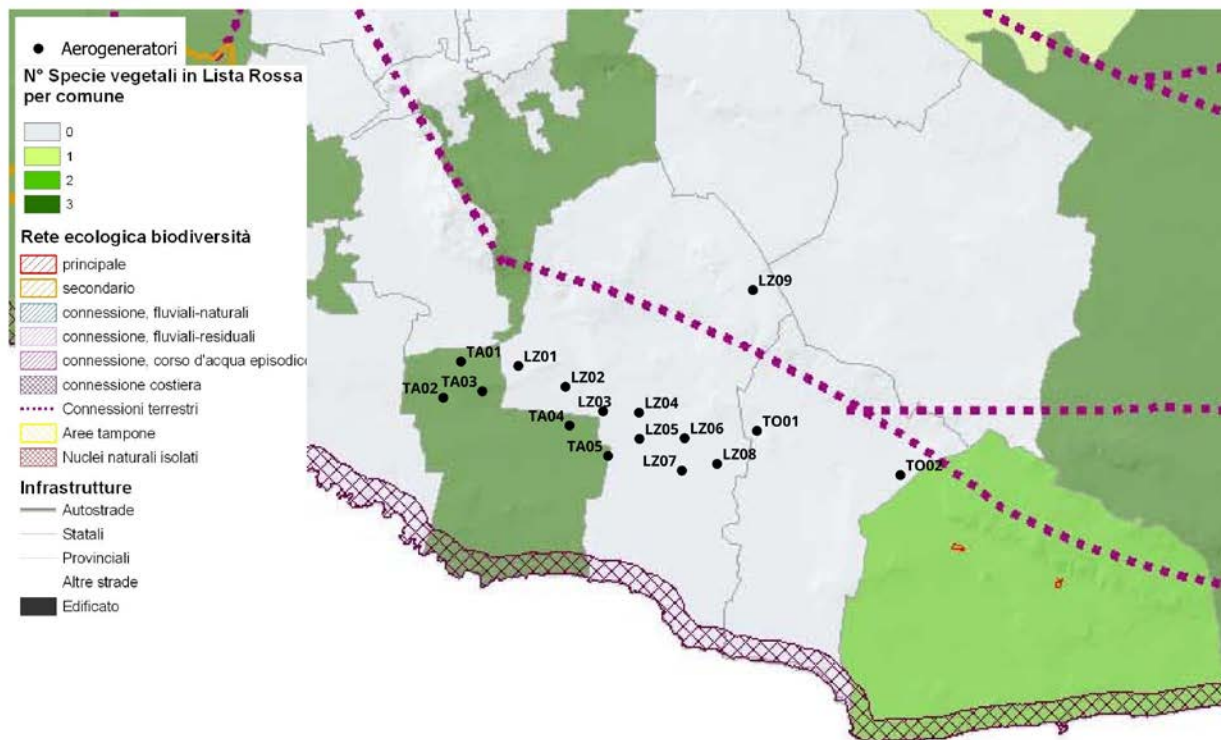 Aerogeneratori
N° Specie vegetali in Lista Rossa
per comune
0
1
2
3
Rete ecologica biodiversità
principale
secondario
connessione, fluviali-naturali
connessione, fluviali-residuali
connessione, corso d'acqua episodico
connessione costiera
Connessioni terrestri
Aree tampone
Nuclei naturali isolati
Infrastrutture
Autostrade
Statali
Provinciali
Altre strade
Edificato
LZ09
TA01
LZ01
TA02
TA03
LZ02
LZ03
LZ04
TA04
LZ05
LZ06
TO01
TA05
LZ07
LZ08
TO02